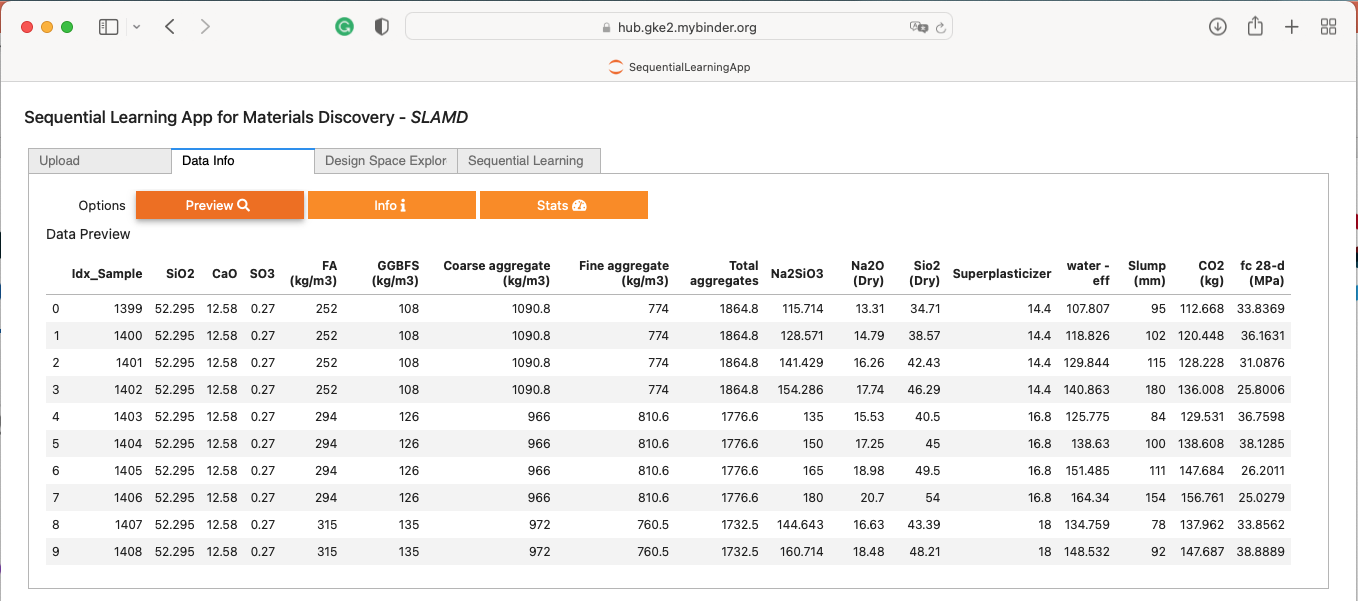 hub.gke2.mybinder.org
SequentialLearningApp
Sequential Learning App for Materials Discovery - SLAMD
Upload Data Info Design Space Explor Sequential Learning
Options Preview Info Stats
Data Preview
Idx_Sample SiO2 CaO SO3 FA (kg/m3) GGBFS (kg/m3) Coarse aggregate (kg/m3) Fine aggregate (kg/m3) Total aggregates Na2SiO3 Na2O (Dry) Sio2 (Dry) Superplasticizer water - eff Slump (mm) CO2 (kg) fc 28-d (MPa)
0 1399 52.295 12.58 0.27 252 108 1090.8 774 1864.8 115.714 13.31 34.71 14.4 107.807 95 112.668 33.8369
1 1400 52.295 12.58 0.27 252 108 1090.8 774 1864.8 128.571 14.79 38.57 14.4 118.826 102 120.448 36.1631
2 1401 52.295 12.58 0.27 252 108 1090.8 774 1864.8 141.429 16.26 42.43 14.4 129.844 115 128.228 31.0876
3 1402 52.295 12.58 0.27 252 108 1090.8 774 1864.8 154.286 17.74 46.29 14.4 140.863 180 136.008 25.8006
4 1403 52.295 12.58 0.27 294 126 966 810.6 1776.6 135 15.53 40.5 16.8 125.775 84 129.531 36.7598
5 1404 52.295 12.58 0.27 294 126 966 810.6 1776.6 150 17.25 45 16.8 138.63 100 138.608 38.1285
6 1405 52.295 12.58 0.27 294 126 966 810.6 1776.6 165 18.98 49.5 16.8 151.485 111 147.684 26.2011
7 1406 52.295 12.58 0.27 294 126 966 810.6 1776.6 180 20.7 54 16.8 164.34 154 156.761 25.0279
8 1407 52.295 12.58 0.27 315 135 972 760.5 1732.5 144.643 16.63 43.39 18 134.759 78 137.962 33.8562
9 1408 52.295 12.58 0.27 315 135 972 760.5 1732.5 160.714 18.48 48.21 18 148.532 92 147.687 38.8889